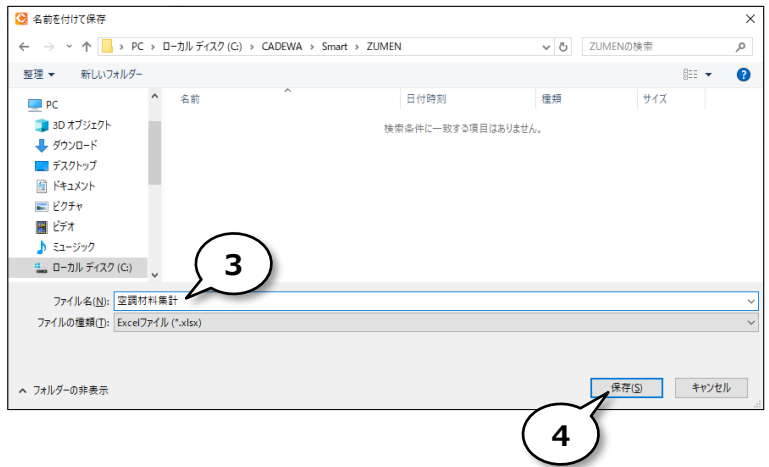 名前を付けて保存
PC › ローカル ディスク (C:) › CADEWA › Smart › ZUMEN
ZUMENの検索
整理 新しいフォルダー
名前 日付時刻 種類 サイズ
検索条件に一致する項目はありません。
PC
3D オブジェクト
ダウンロード
デスクトップ
ドキュメント
ピクチャ
ビデオ
ミュージック
ローカル ディスク (C:)
3
ファイル名(N): 空調材料集計
ファイルの種類(T): Excelファイル (*.xlsx)
フォルダーの非表示
保存(S) キャンセル
4